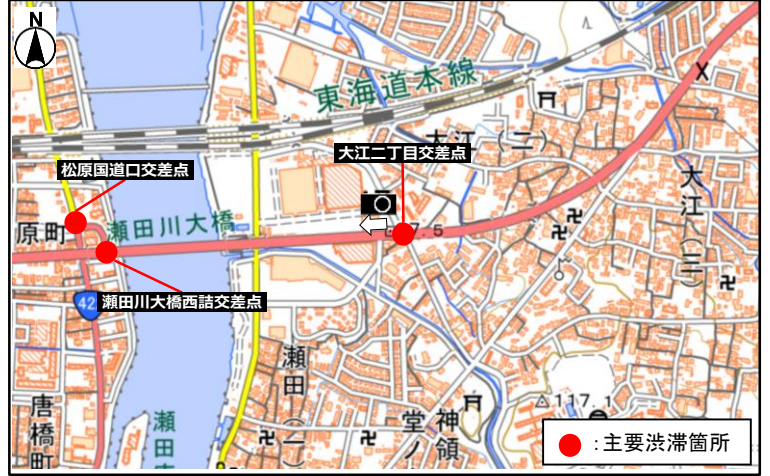 N
東海道本線
大江(二)
大江二丁目交差点
松原国道口交差点
大江(三)
原町
瀬田川大橋
7.5
瀬田川大橋西詰交差点
42
瀬田(一)
唐橋町
瀬田
堂ノ
神領
117.1
:主要渋滞箇所